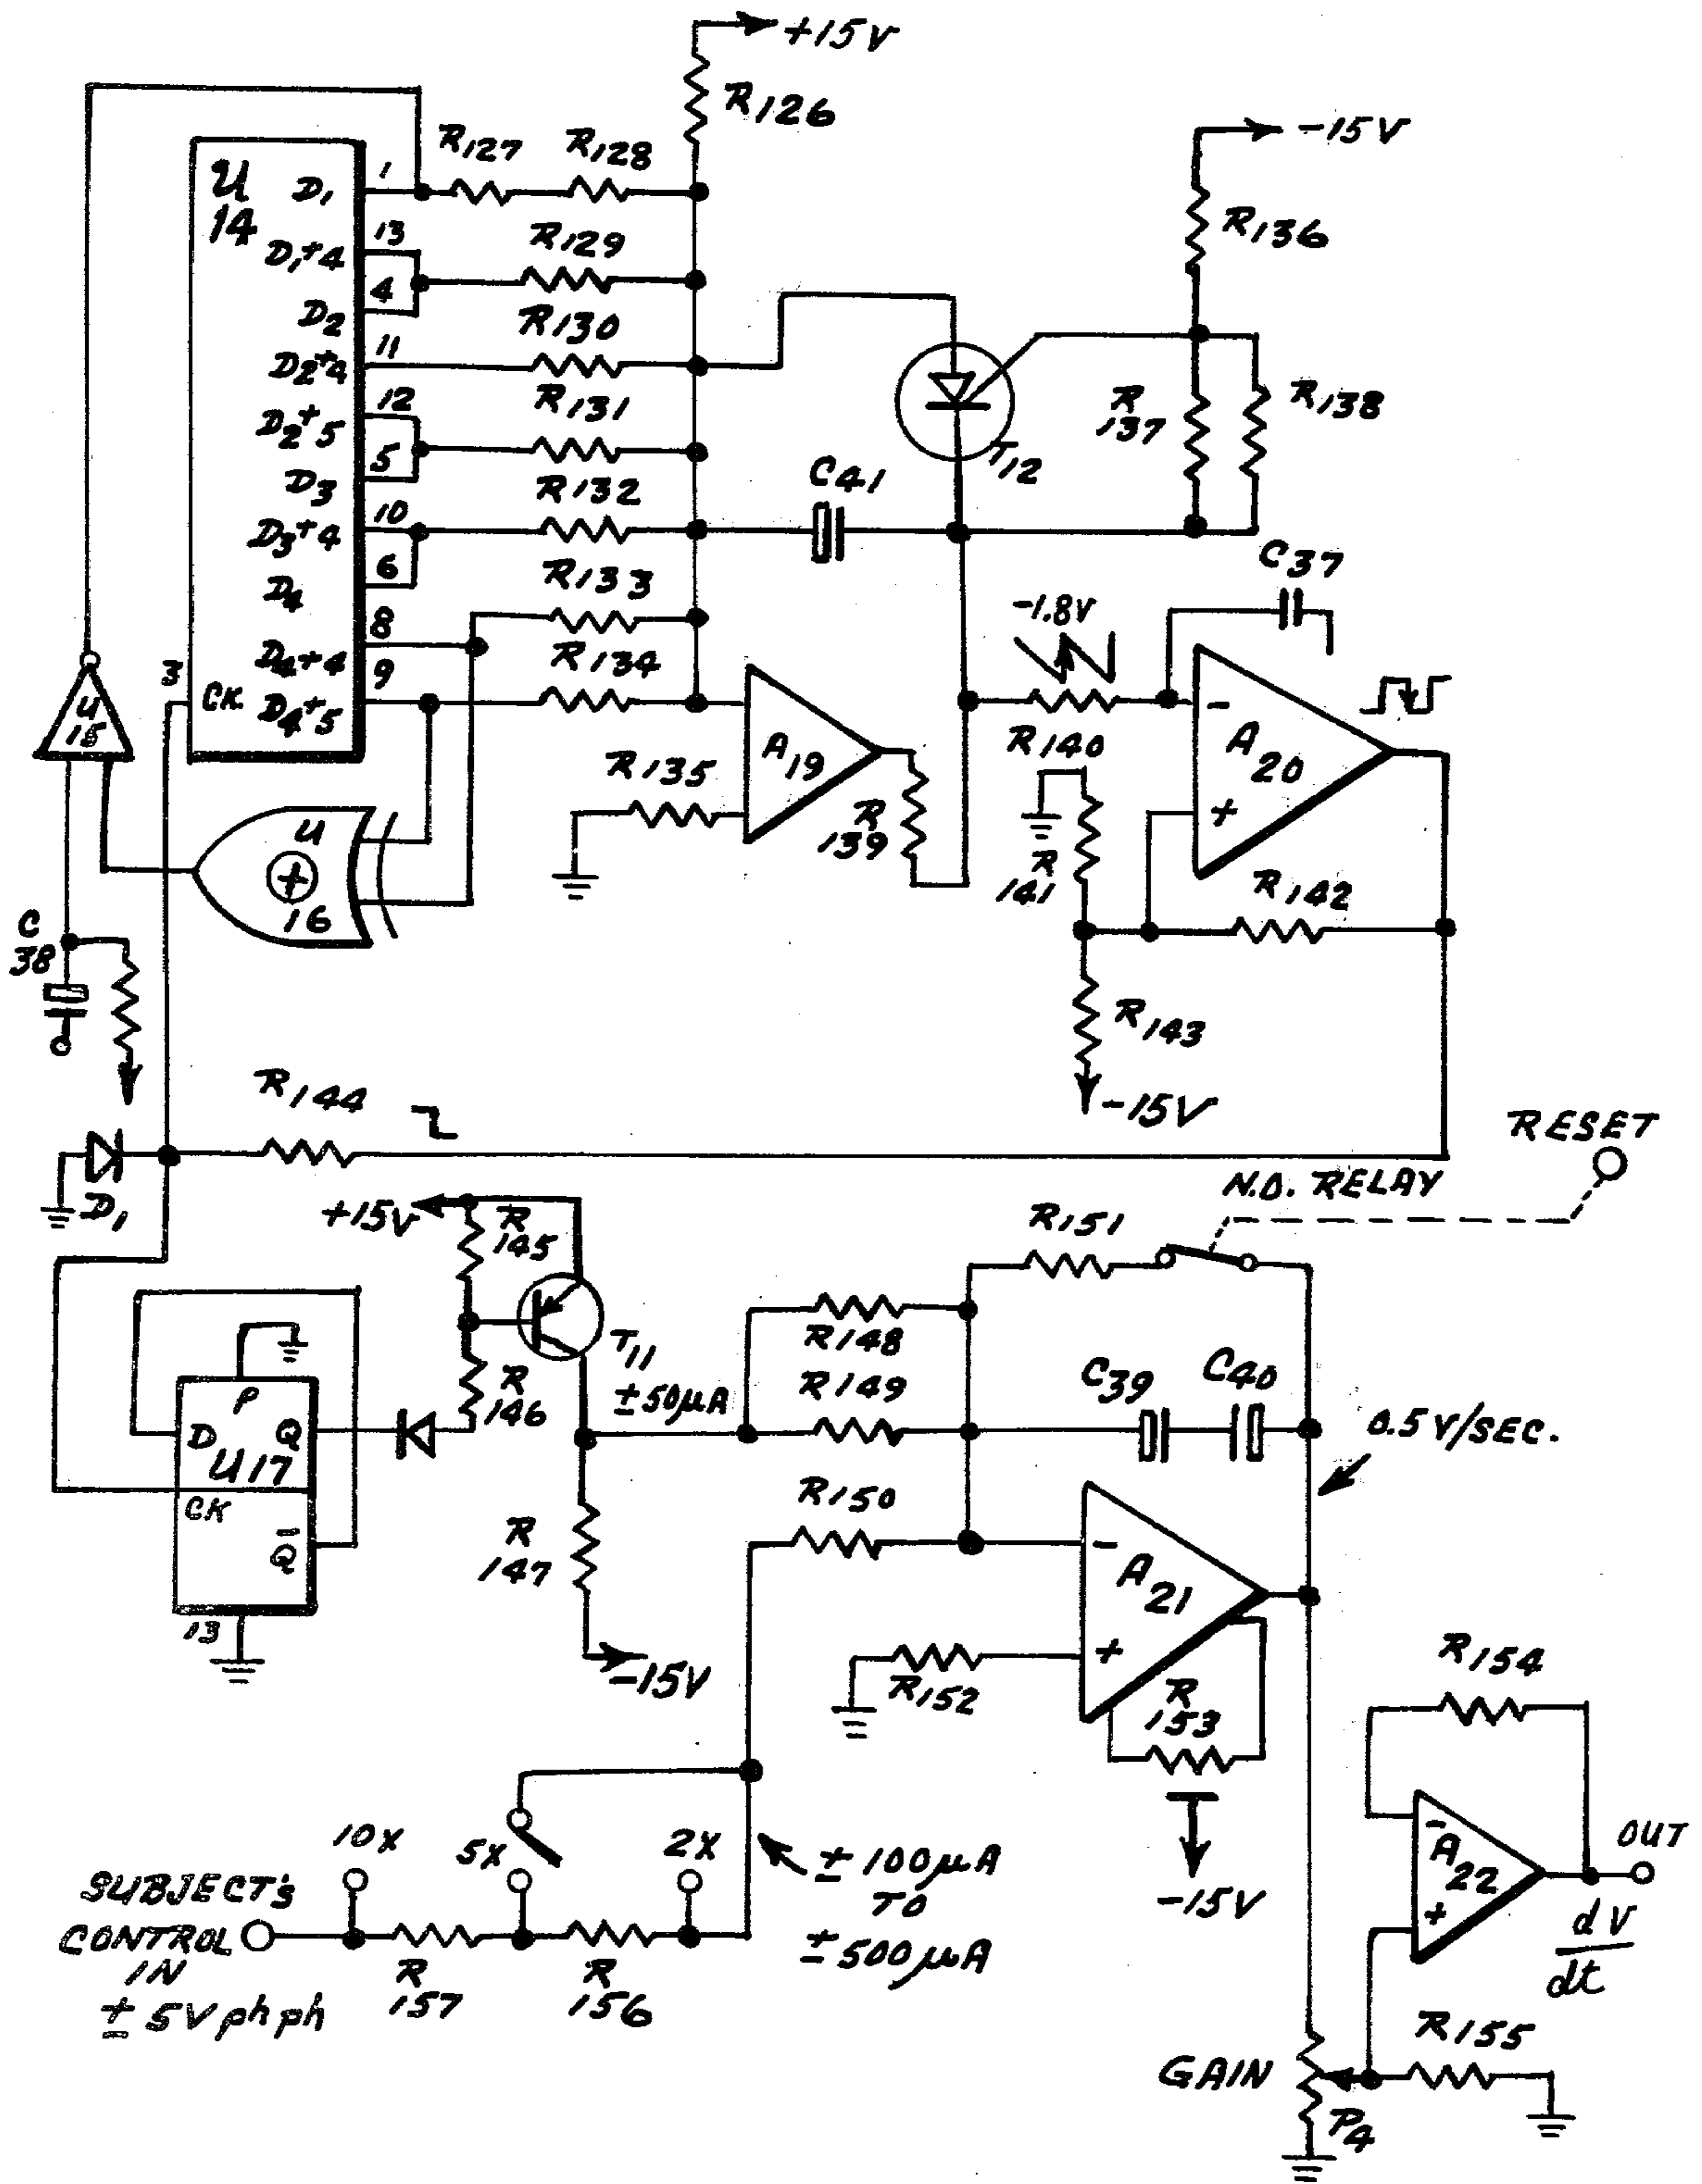 +15V
R126
-15V
R136
R127
R128
U
14
D1
1
13
D1+4
4
D2
11
D2+4
12
D2+5
5
D3
10
D3+4
6
D4
8
D4+4
9
D4+5
3
CK.
R129
R130
R131
R132
R133
R134
T12
R
137
R138
C41
C37
-1.8V
R140
-
A
20
+
U
15
R135
A19
R
139
R
141
R142
U
+
16
C
38
R143
-15V
R144
D1
RESET
N.O. RELAY
+15V
R
145
R151
T11
±50µA
R
146
R148
R149
C39
C40
0.5 V/SEC.
P
D
Q
U17
CK
Q̅
13
R
147
-15V
R150
-
A
21
+
R152
R
153
-15V
R154
10X
5X
2X
± 100µA
TO
± 500µA
SUBJECT's
CONTROL
IN
± 5V ph ph
R
157
R
156
-
A
22
+
OUT
dV
dt
R155
GAIN
P4